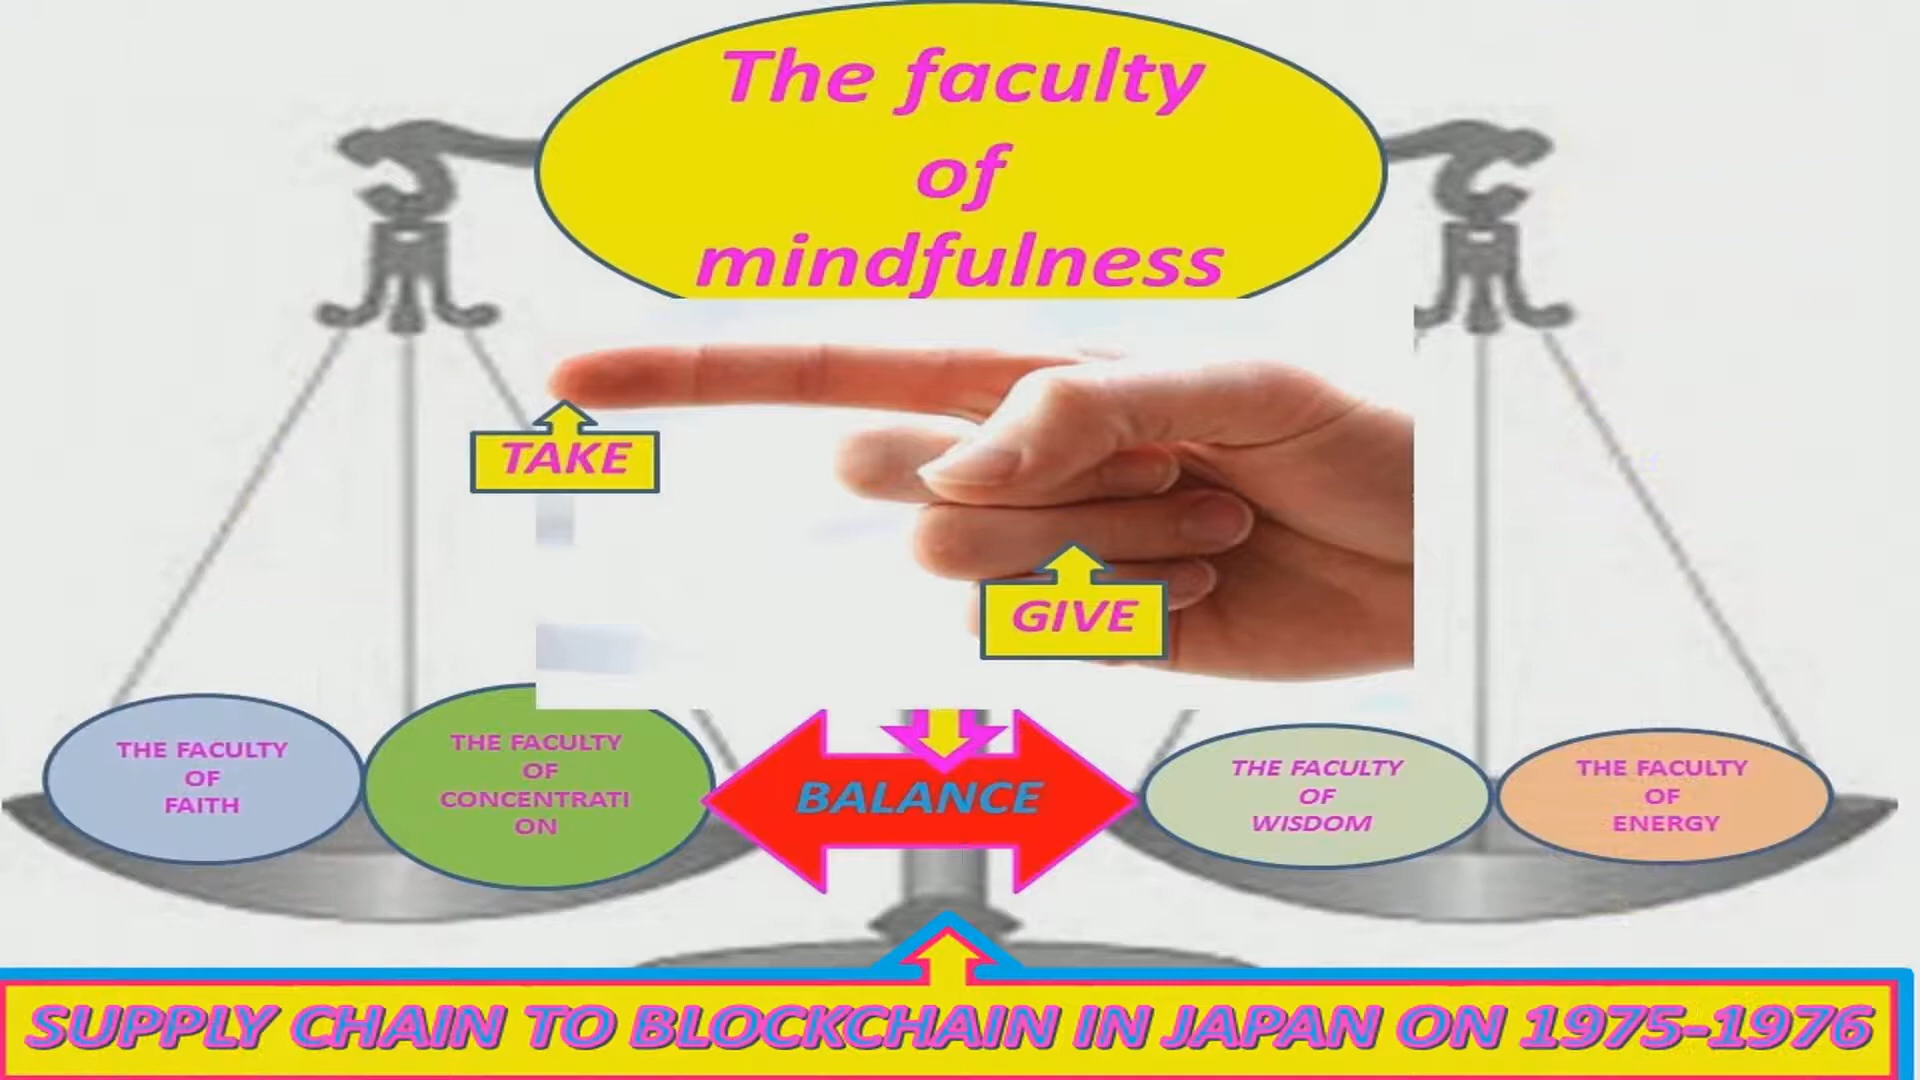 The faculty
of
mindfulness
TAKE
GIVE
THE FACULTY
OF
FAITH
THE FACULTY
OF
CONCENTRATI
ON
BALANCE
THE FACULTY
OF
WISDOM
THE FACULTY
OF
ENERGY
SUPPLY CHAIN TO BLOCKCHAIN IN JAPAN ON 1975-1976